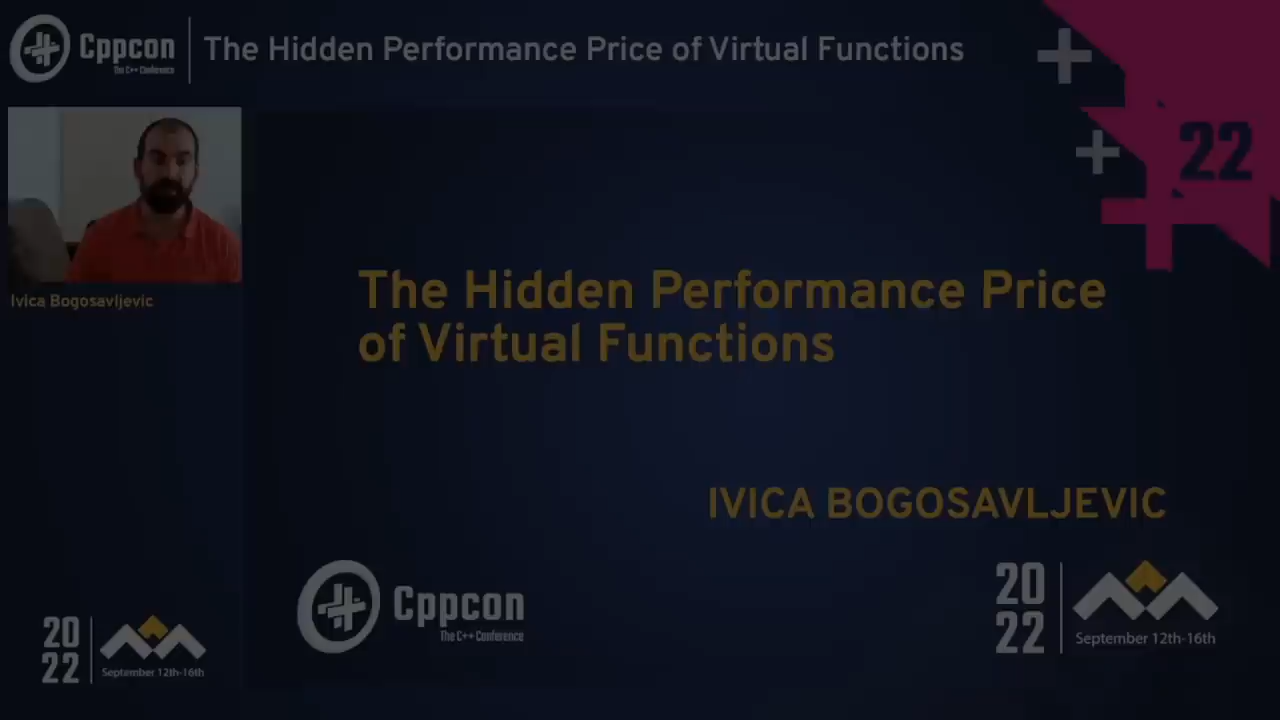 Cppcon
The C++ Conference
The Hidden Performance Price of Virtual Functions
22
Ivica Bogosavljevic
The Hidden Performance Price
of Virtual Functions
IVICA BOGOSAVLJEVIC
Cppcon
The C++ Conference
20
22
September 12th-16th
20
22
September 12th-16th